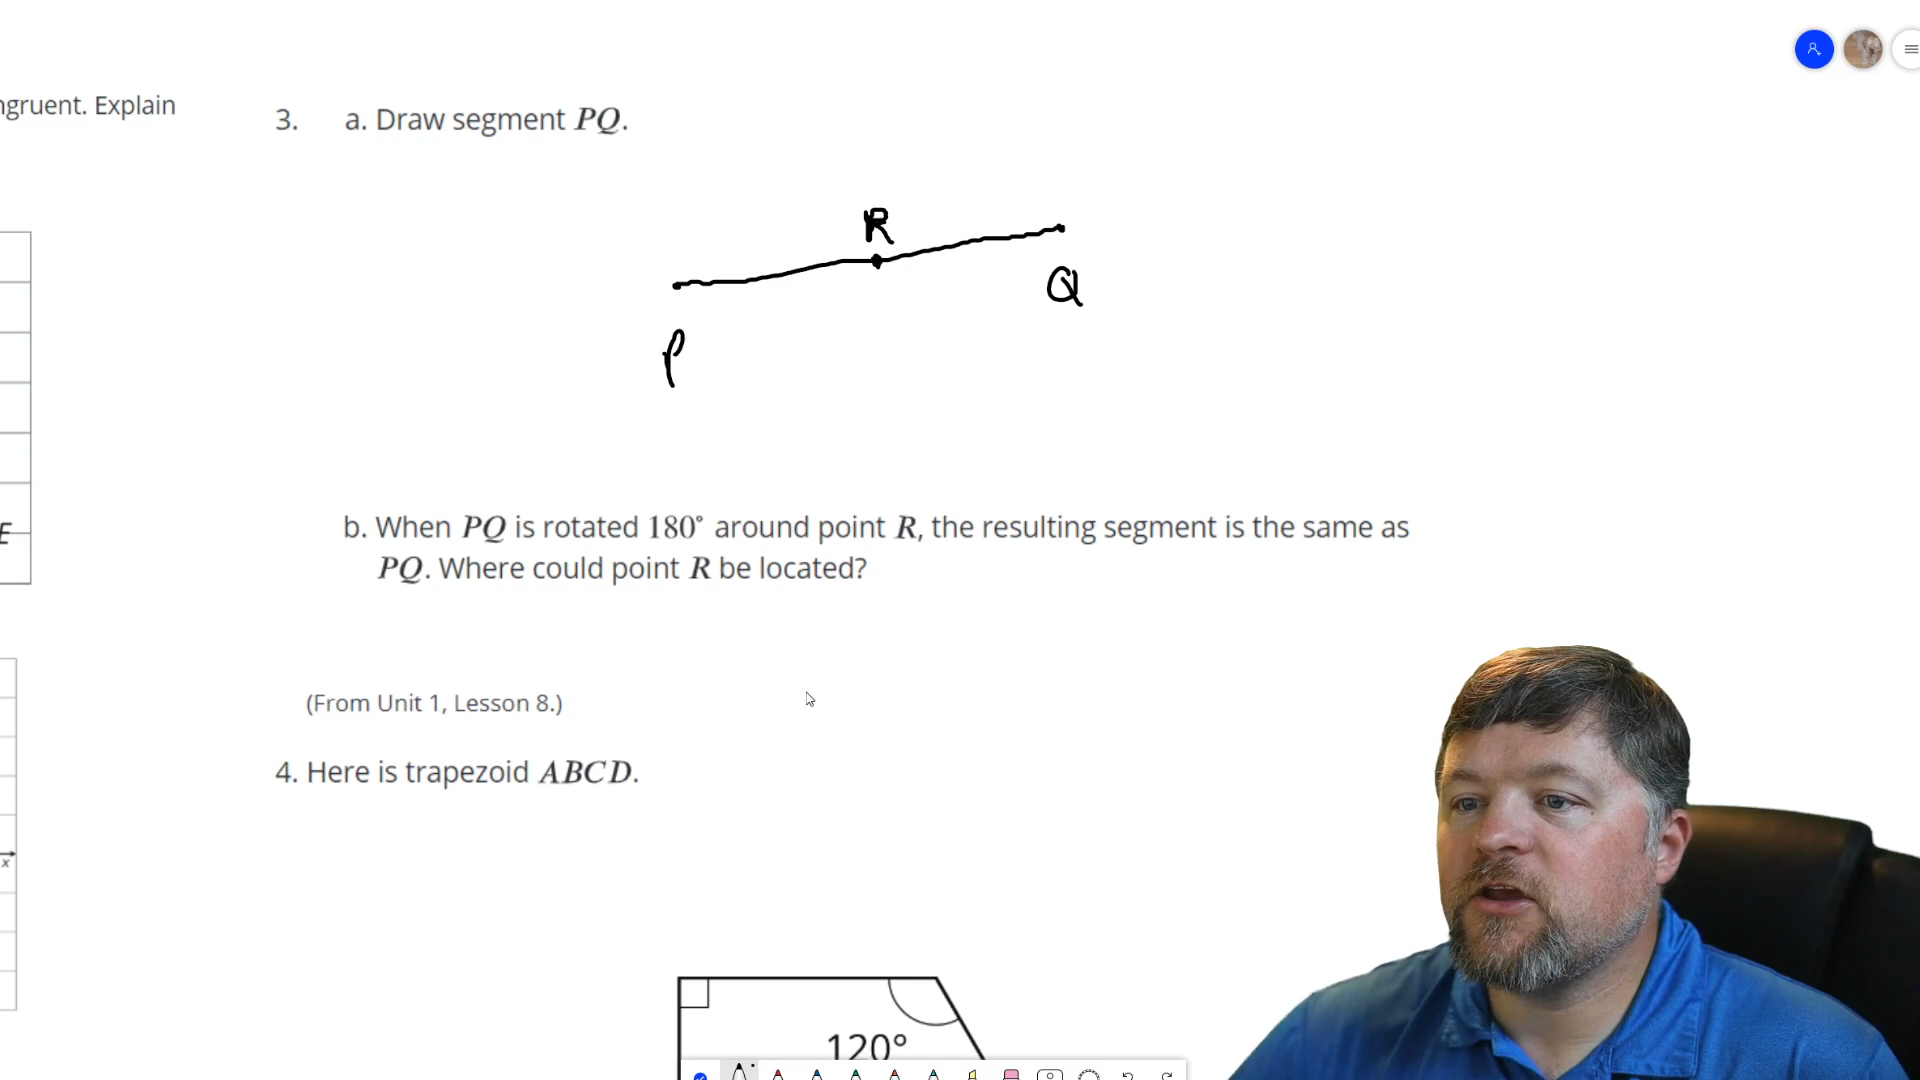 ngruent. Explain
3. a. Draw segment PQ.
R
Q
P
b. When PQ is rotated 180° around point R, the resulting segment is the same as
PQ. Where could point R be located?
E
(From Unit 1, Lesson 8.)
4. Here is trapezoid ABCD.
x
120°